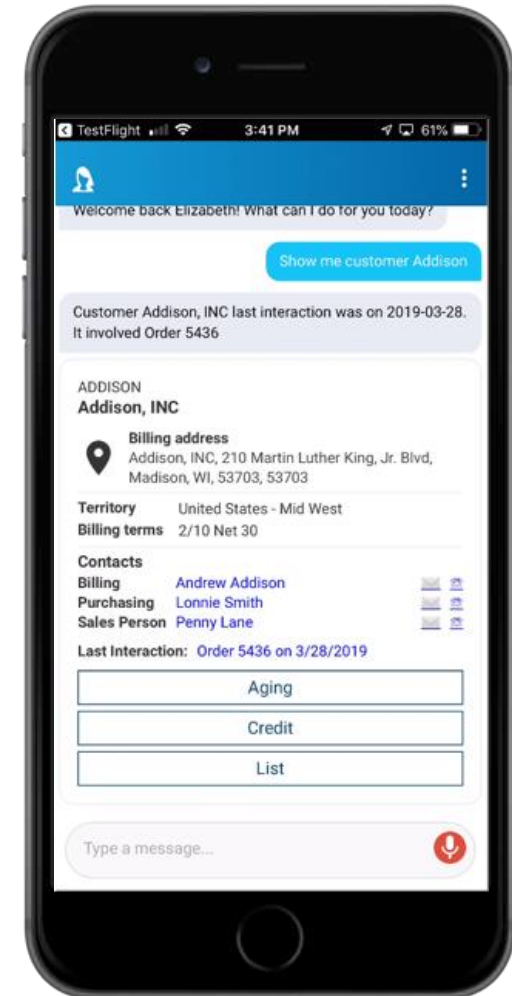 TestFlight 3:41 PM 61%
Welcome back Elizabeth! What can I do for you today?
Show me customer Addison
Customer Addison, INC last interaction was on 2019-03-28.
It involved Order 5436
ADDISON
Addison, INC
Billing address
Addison, INC, 210 Martin Luther King, Jr. Blvd,
Madison, WI, 53703, 53703
Territory United States - Mid West
Billing terms 2/10 Net 30
Contacts
Billing Andrew Addison
Purchasing Lonnie Smith
Sales Person Penny Lane
Last Interaction: Order 5436 on 3/28/2019
Aging
Credit
List
Type a message...